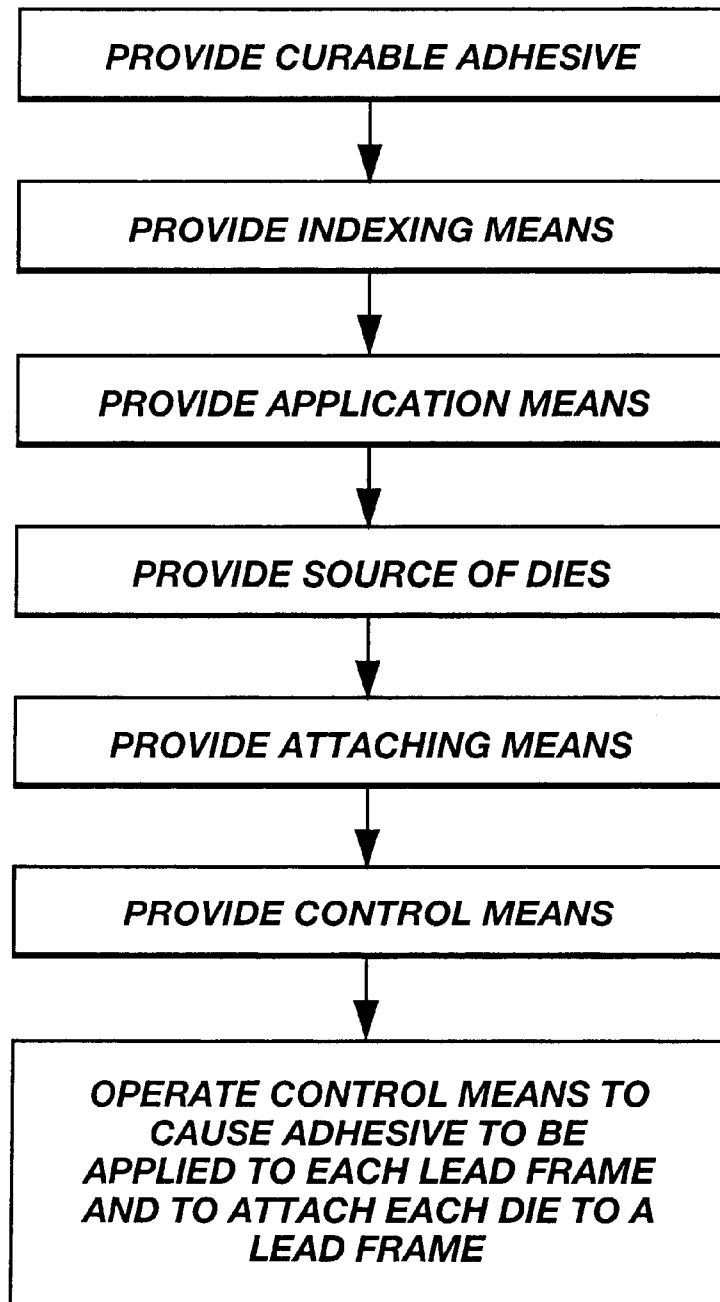 PROVIDE CURABLE ADHESIVE
PROVIDE INDEXING MEANS
PROVIDE APPLICATION MEANS
PROVIDE SOURCE OF DIES
PROVIDE ATTACHING MEANS
PROVIDE CONTROL MEANS
OPERATE CONTROL MEANS TO
CAUSE ADHESIVE TO BE
APPLIED TO EACH LEAD FRAME
AND TO ATTACH EACH DIE TO A
LEAD FRAME